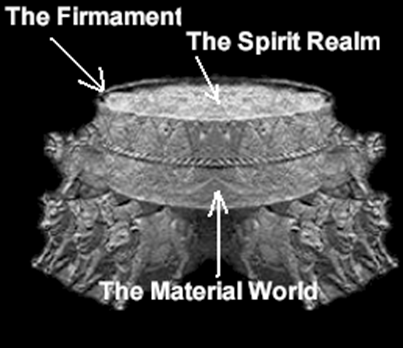 The Firmament
The Spirit Realm
The Material World